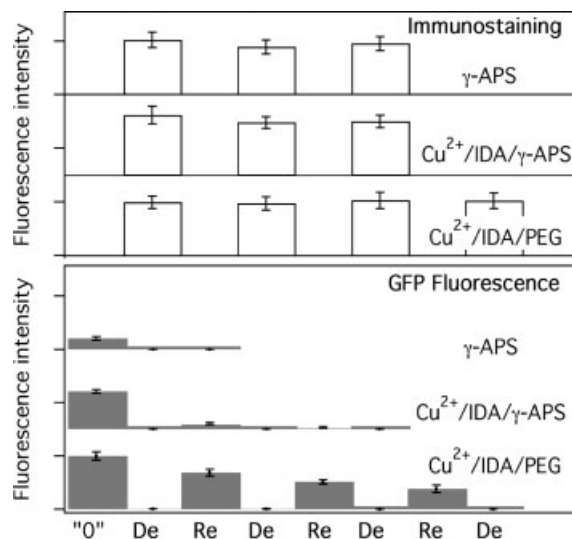 Immunostaining
γ-APS
Cu²⁺/IDA/γ-APS
Cu²⁺/IDA/PEG
Fluorescence intensity
GFP Fluorescence
γ-APS
Cu²⁺/IDA/γ-APS
Cu²⁺/IDA/PEG
Fluorescence intensity
"0" De Re De Re De Re De